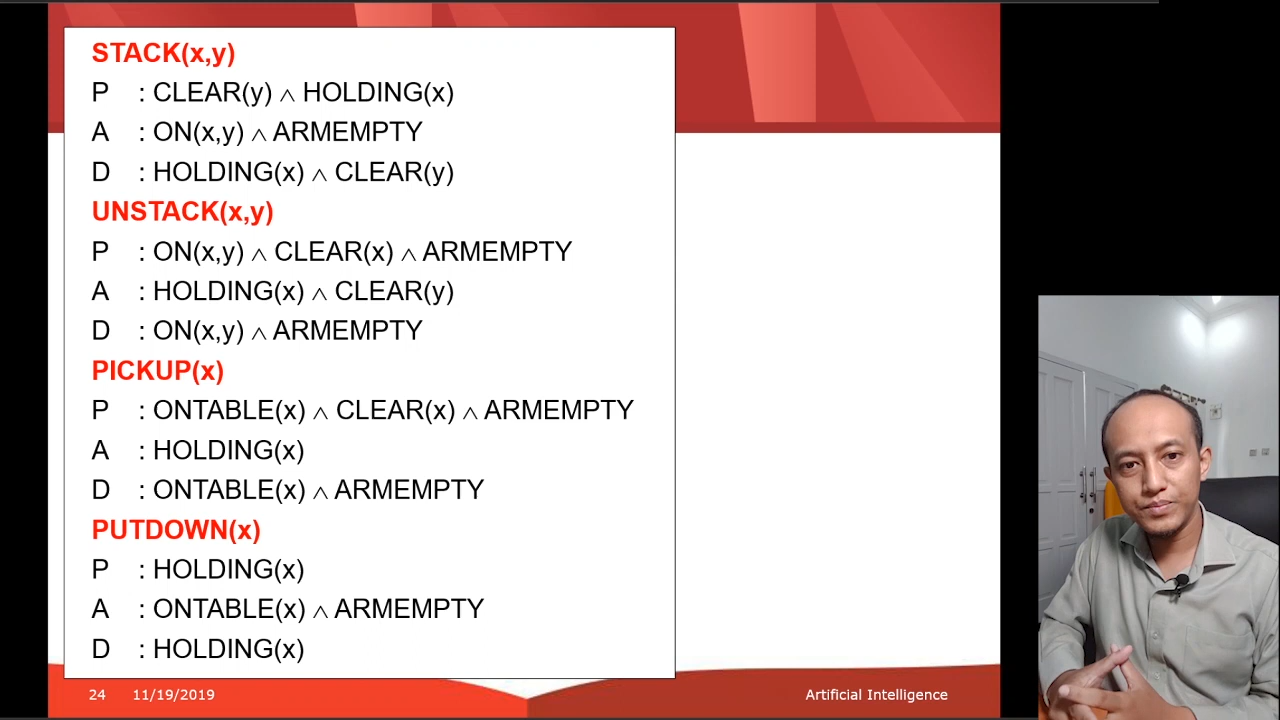 STACK(x,y)
P : CLEAR(y) ∧ HOLDING(x)
A : ON(x,y) ∧ ARMEMPTY
D : HOLDING(x) ∧ CLEAR(y)
UNSTACK(x,y)
P : ON(x,y) ∧ CLEAR(x) ∧ ARMEMPTY
A : HOLDING(x) ∧ CLEAR(y)
D : ON(x,y) ∧ ARMEMPTY
PICKUP(x)
P : ONTABLE(x) ∧ CLEAR(x) ∧ ARMEMPTY
A : HOLDING(x)
D : ONTABLE(x) ∧ ARMEMPTY
PUTDOWN(x)
P : HOLDING(x)
A : ONTABLE(x) ∧ ARMEMPTY
D : HOLDING(x)
24 11/19/2019 Artificial Intelligence